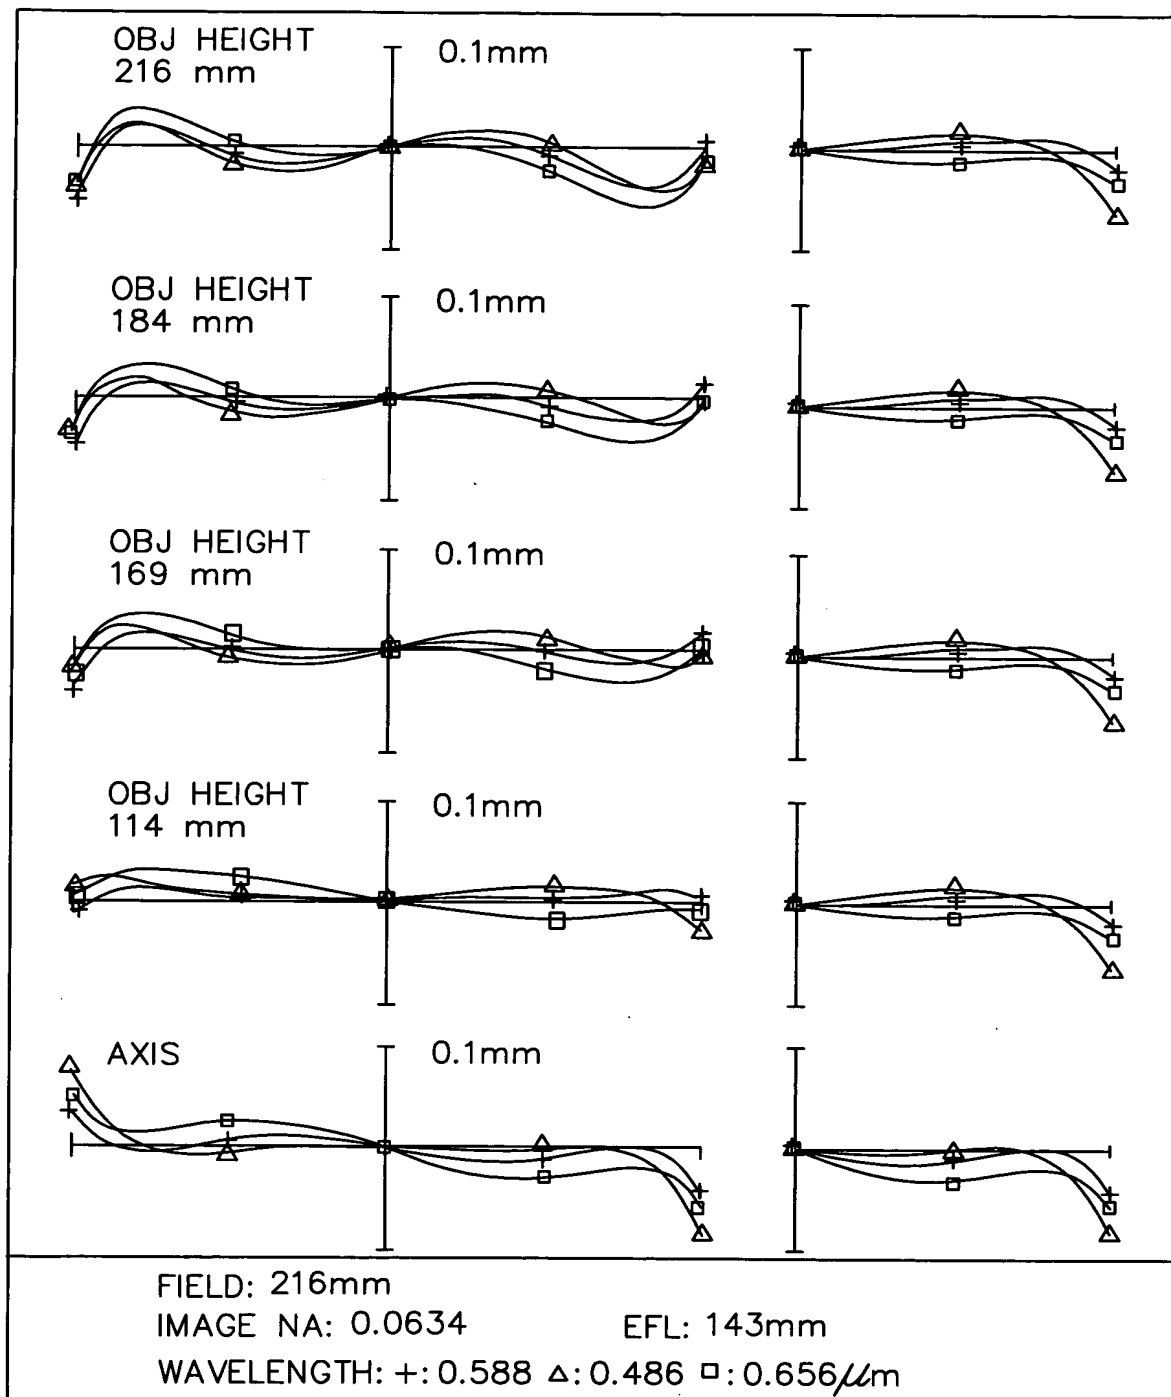 OBJ HEIGHT
216 mm
0.1mm
OBJ HEIGHT
184 mm
0.1mm
OBJ HEIGHT
169 mm
0.1mm
OBJ HEIGHT
114 mm
0.1mm
AXIS
0.1mm
FIELD: 216mm
IMAGE NA: 0.0634 EFL: 143mm
WAVELENGTH: +: 0.588 △: 0.486 □: 0.656μm